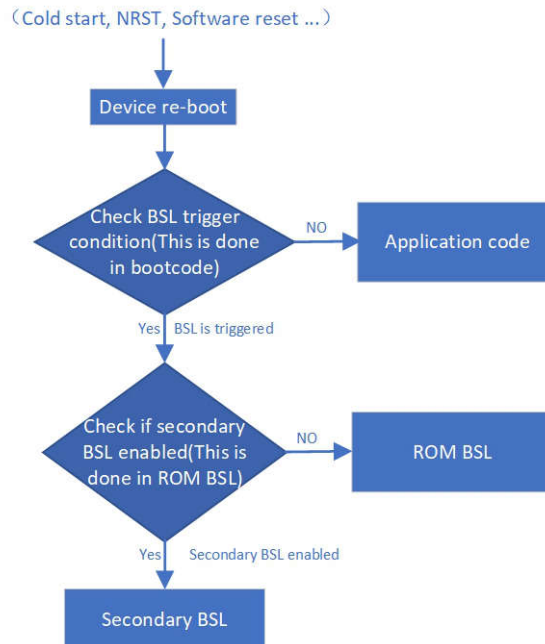 （Cold start, NRST, Software reset ...）
Device re-boot
Check BSL trigger
condition(This is done
in bootcode)
NO
Application code
Yes
BSL is triggered
Check if secondary
BSL enabled(This is
done in ROM BSL)
NO
ROM BSL
Yes
Secondary BSL enabled
Secondary BSL